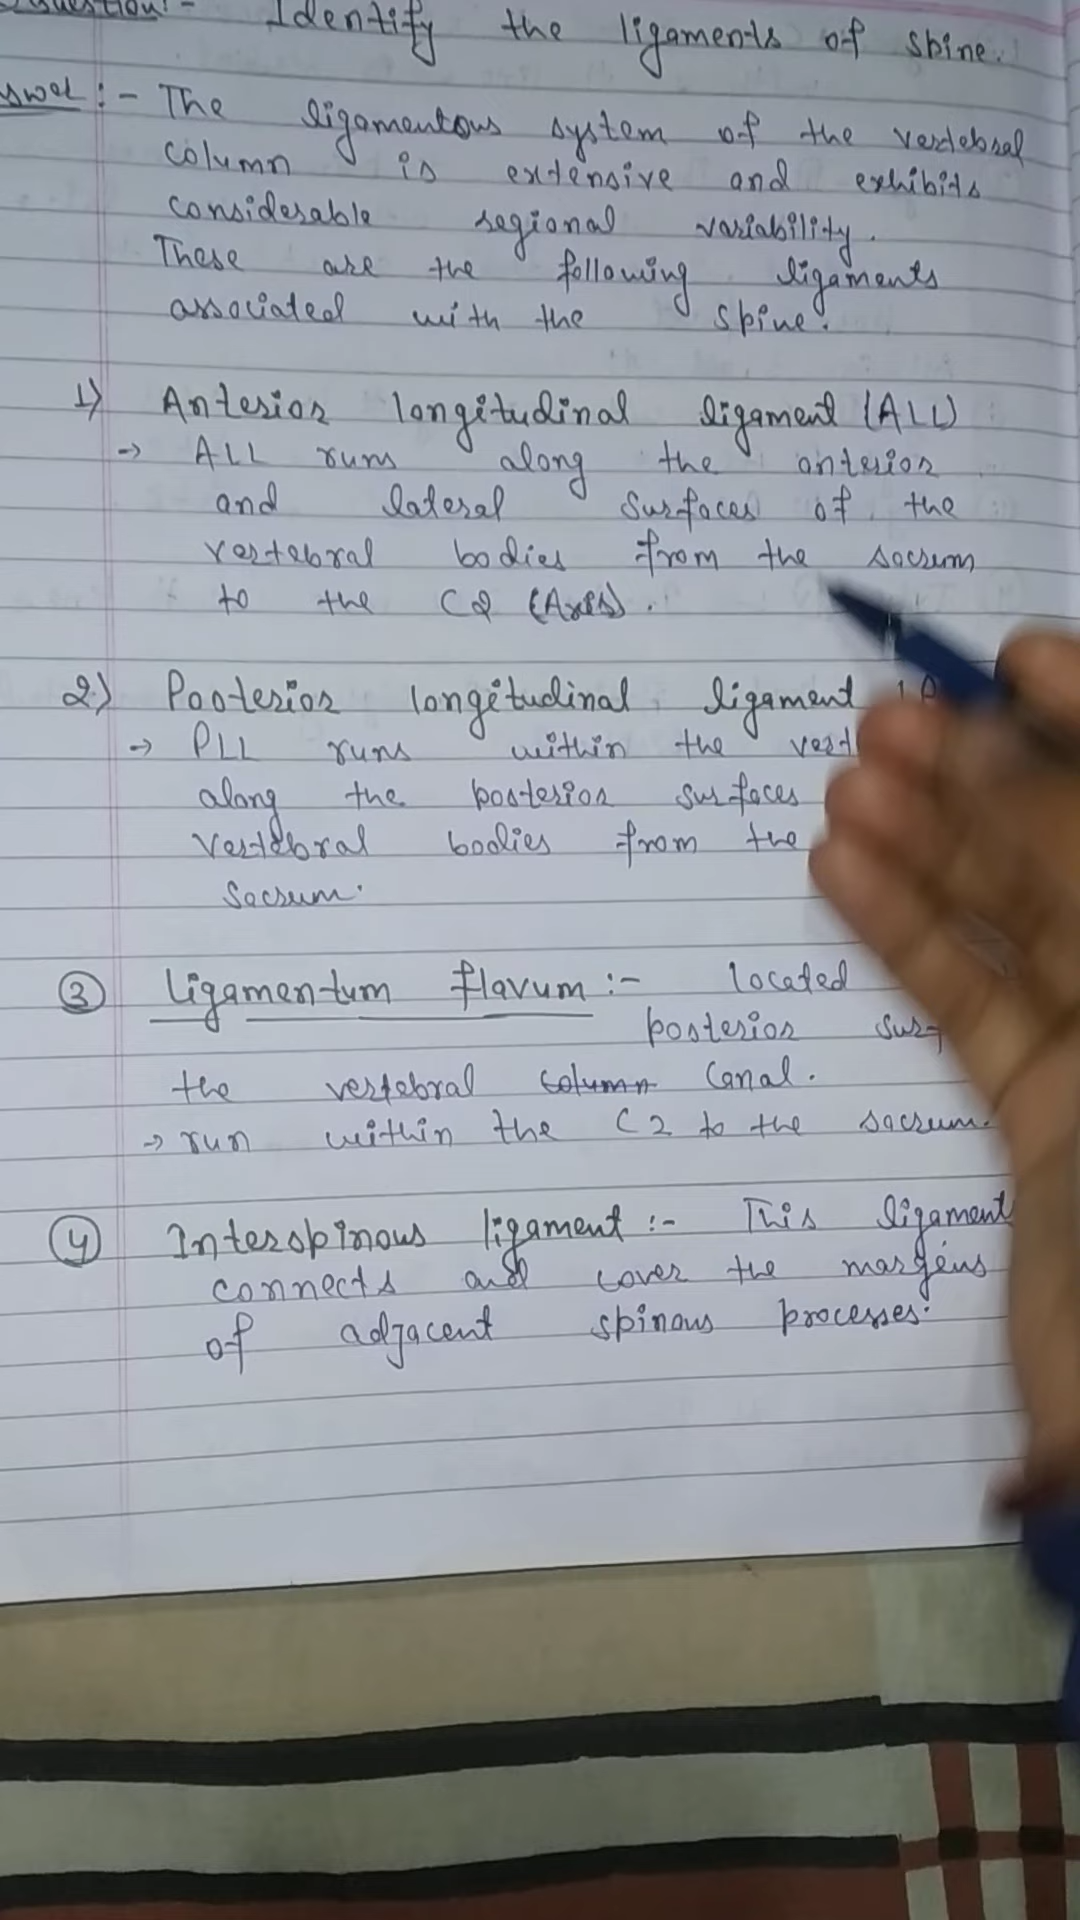 Question:- Identify the ligaments of spine.
:- The ligamentous system of the vertebral
column is extensive and exhibits
considerable regional variability.
These are the following ligaments
associated with the spine.
1) Anterior longitudinal ligament (ALL)
→ ALL runs along the anterior
and lateral surfaces of the
vertebral bodies from the sacrum
to the C2 (Axis).
2) Posterior longitudinal ligament
→ PLL runs within the
along the posterior surfaces
vertebral bodies from the
sacrum.
③ Ligamentum flavum:- located
posterior
the vertebral column canal.
→ run within the C2 to the sacrum.
④ Interspinous ligament:- This ligament
connects and cover the margins
of adjacent spinous processes.